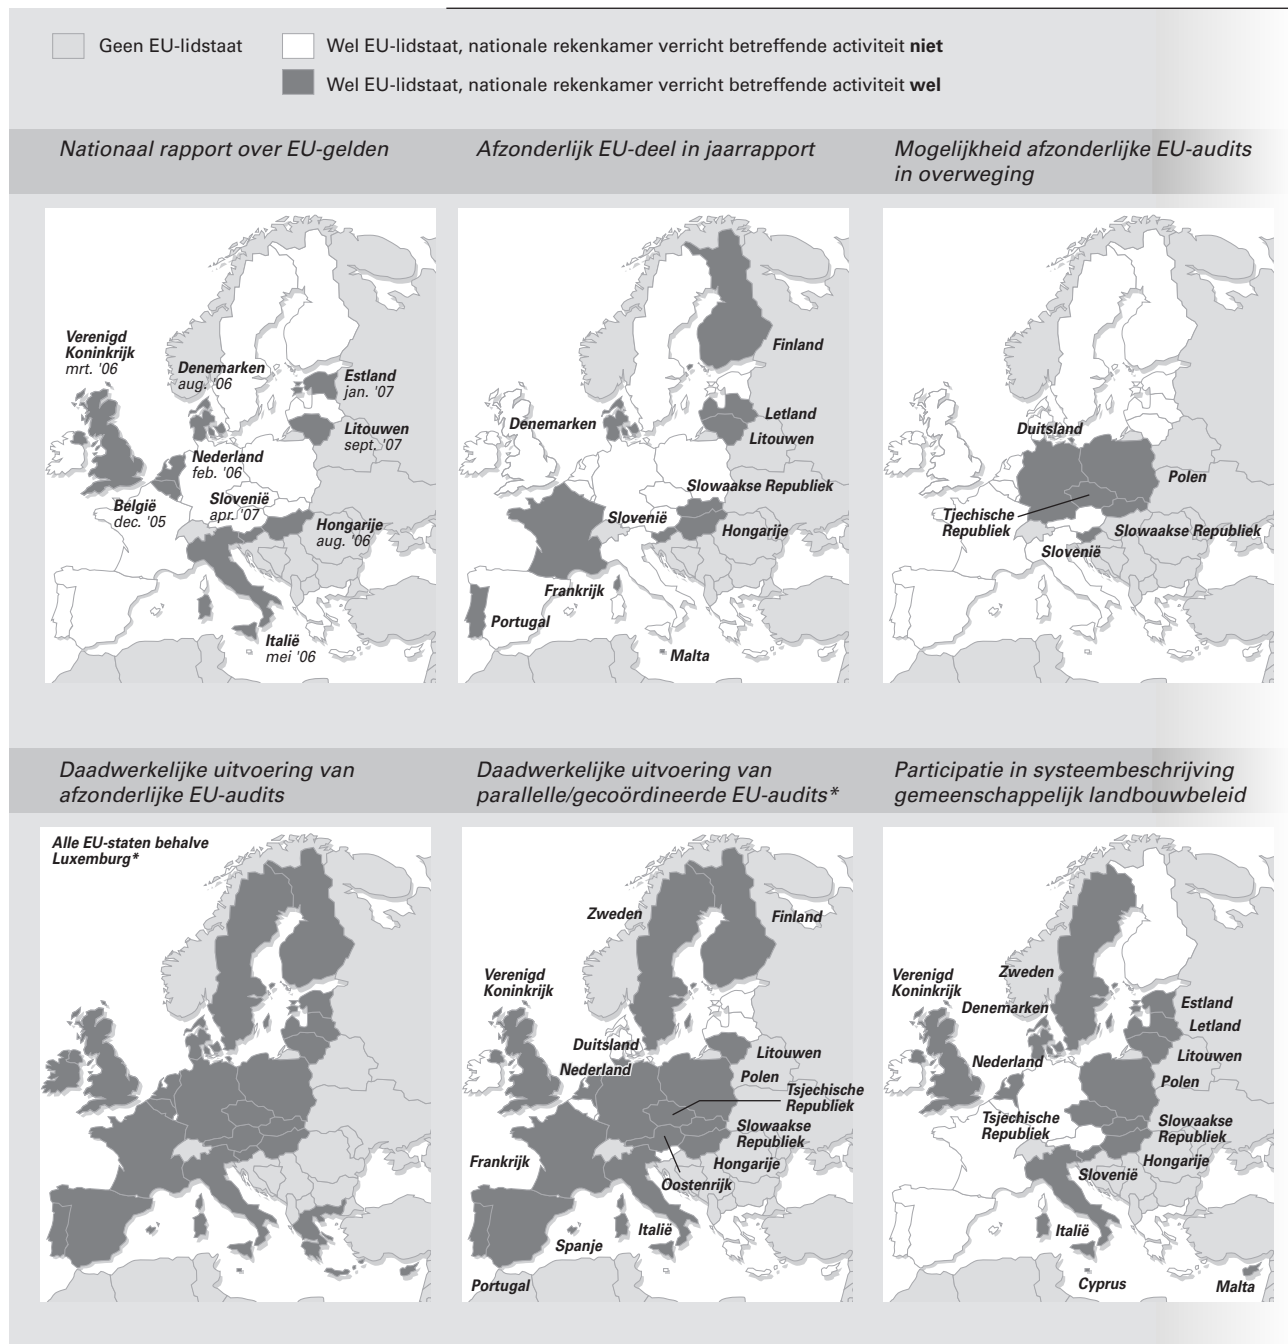 Geen EU-lidstaat
Wel EU-lidstaat, nationale rekenkamer verricht betreffende activiteit niet
Wel EU-lidstaat, nationale rekenkamer verricht betreffende activiteit wel
Nationaal rapport over EU-gelden
Verenigd
Koninkrijk
mrt. '06
Denemarken
aug. '06
Estland
jan. '07
Litouwen
sept. '07
Nederland
feb. '06
België
dec. '05
Slovenië
apr. '07
Hongarije
aug. '06
Italië
mei '06
Afzonderlijk EU-deel in jaarrapport
Finland
Denemarken
Letland
Litouwen
Slowaakse Republiek
Slovenië
Hongarije
Frankrijk
Portugal
Malta
Mogelijkheid afzonderlijke EU-audits
in overweging
Duitsland
Polen
Tjechische
Republiek
Slowaakse Republiek
Slovenië
Daadwerkelijke uitvoering van
afzonderlijke EU-audits
Alle EU-staten behalve
Luxemburg*
Daadwerkelijke uitvoering van
parallelle/gecoördineerde EU-audits*
Zweden
Finland
Verenigd
Koninkrijk
Duitsland
Litouwen
Nederland
Polen
Tsjechische
Republiek
Slowaakse
Republiek
Frankrijk
Hongarije
Oostenrijk
Italië
Spanje
Portugal
Participatie in systeembeschrijving
gemeenschappelijk landbouwbeleid
Verenigd
Koninkrijk
Zweden
Denemarken
Estland
Letland
Nederland
Litouwen
Polen
Tsjechische
Republiek
Slowaakse
Republiek
Hongarije
Slovenië
Italië
Cyprus
Malta